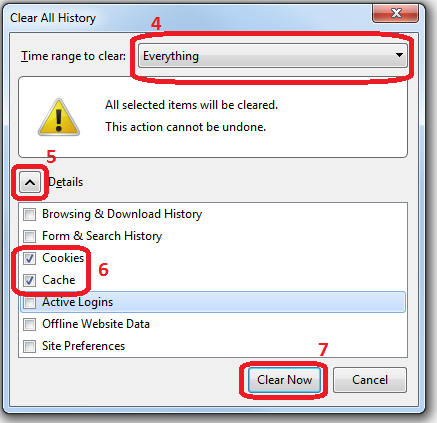 Clear All History
4
Time range to clear: Everything
All selected items will be cleared.
This action cannot be undone.
5
Details
Browsing & Download History
Form & Search History
Cookies
6
Cache
Active Logins
Offline Website Data
Site Preferences
7
Clear Now Cancel